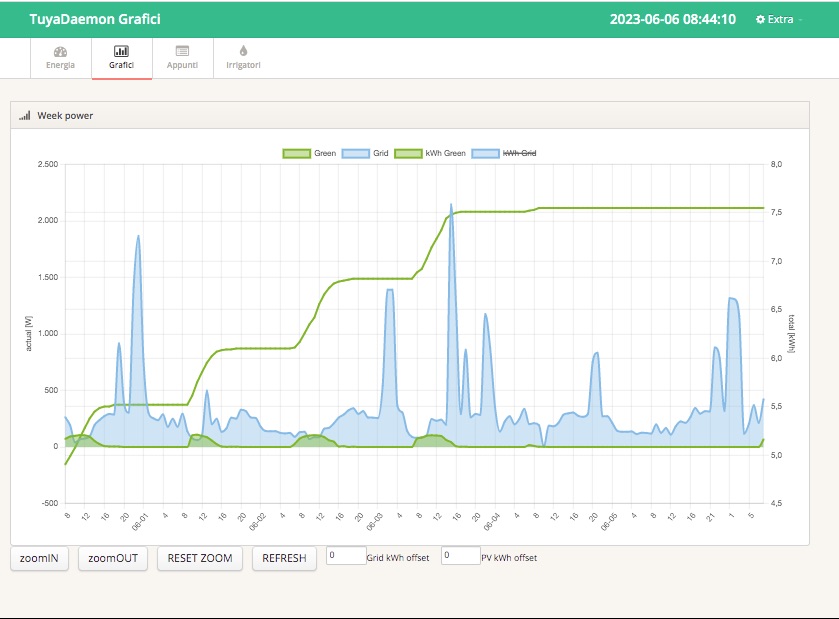 TuyaDaemon Grafici
2023-06-06 08:44:10
Extra
Energia
Grafici
Appunti
Irrigatori
Week power
Green
Grid
kWh Green
kWh Grid
2.500
2.000
1.500
1.000
500
0
-500
actual [W]
8,0
7,5
7,0
6,5
6,0
5,5
5,0
4,5
total [kWh]
8
12
16
20
06-01
4
8
12
16
20
06-02
4
8
12
16
20
06-03
4
8
12
16
20
06-04
4
8
12
16
20
06-05
4
8
12
16
21
1
5
zoomIN
zoomOUT
RESET ZOOM
REFRESH
0
Grid kWh offset
0
PV kWh offset